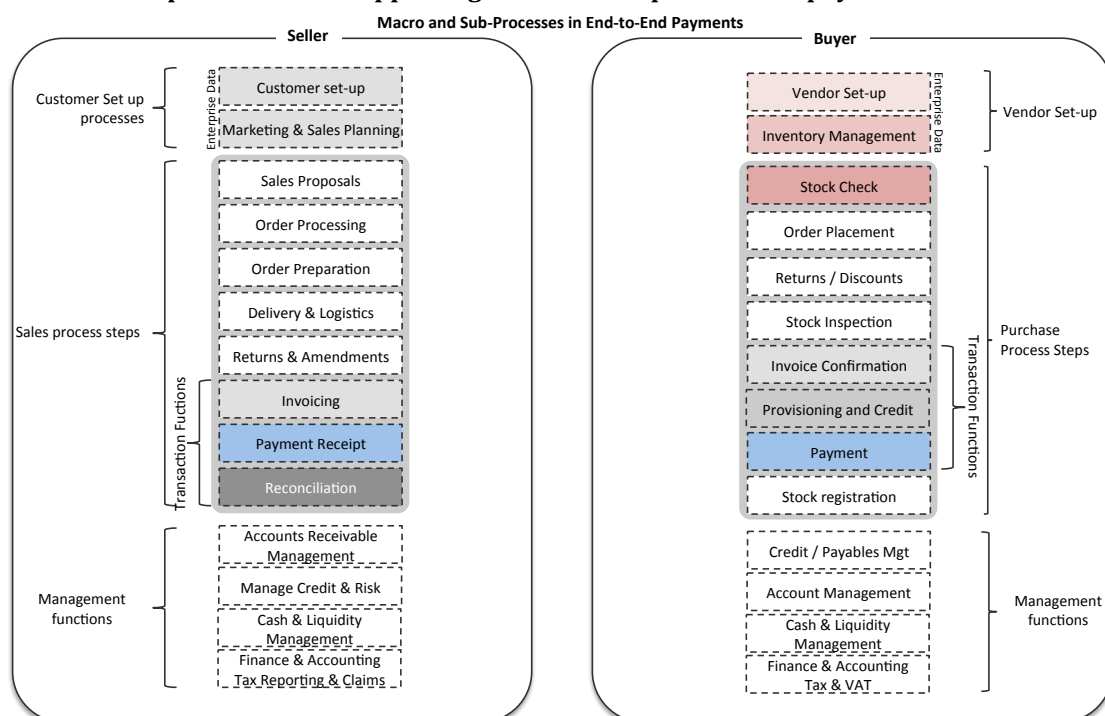 Macro and Sub-Processes in End-to-End Payments
Seller
Customer Set up
processes
Enterprise Data
Customer set-up
Marketing & Sales Planning
Sales process steps
Sales Proposals
Order Processing
Order Preparation
Delivery & Logistics
Returns & Amendments
Transaction Fuctions
Invoicing
Payment Receipt
Reconciliation
Management
functions
Accounts Receivable
Management
Manage Credit & Risk
Cash & Liquidity
Management
Finance & Accounting
Tax Reporting & Claims
Buyer
Vendor Set-up
Inventory Management
Enterprise Data
Vendor Set-up
Stock Check
Order Placement
Returns / Discounts
Stock Inspection
Invoice Confirmation
Provisioning and Credit
Payment
Stock registration
Transaction Functions
Purchase
Process Steps
Credit / Payables Mgt
Account Management
Cash & Liquidity
Management
Finance & Accounting
Tax & VAT
Management
functions